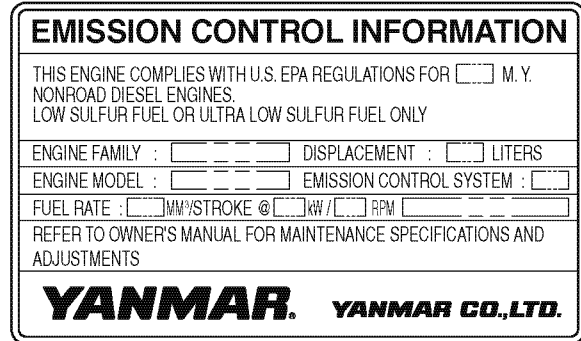 EMISSION CONTROL INFORMATION
THIS ENGINE COMPLIES WITH U.S. EPA REGULATIONS FOR M. Y.
NONROAD DIESEL ENGINES.
LOW SULFUR FUEL OR ULTRA LOW SULFUR FUEL ONLY
ENGINE FAMILY : DISPLACEMENT : LITERS
ENGINE MODEL : EMISSION CONTROL SYSTEM :
FUEL RATE : MM³/STROKE @ kW / RPM
REFER TO OWNER'S MANUAL FOR MAINTENANCE SPECIFICATIONS AND
ADJUSTMENTS
YANMAR. YANMAR CO.,LTD.